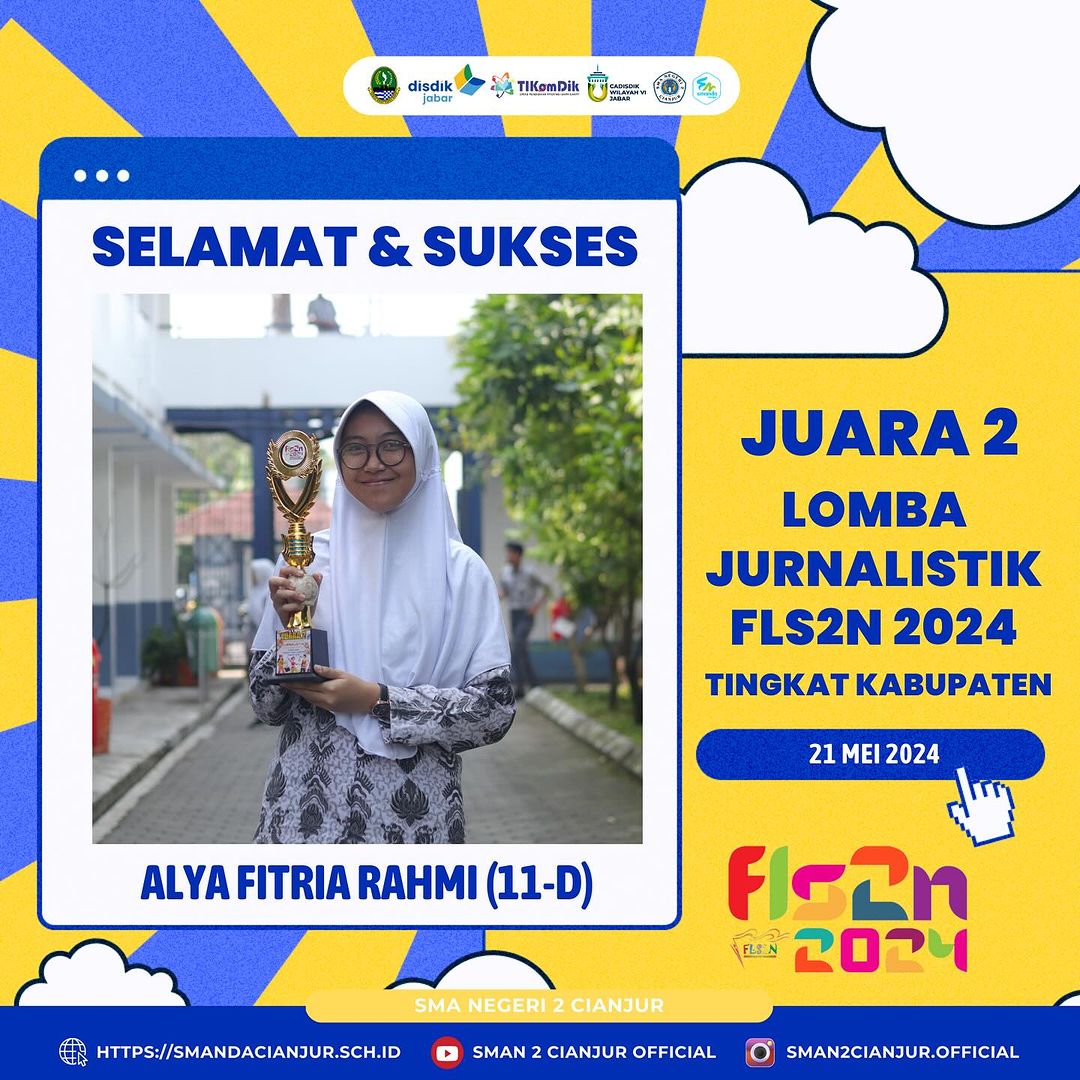 disdik
jabar
TIKomDik
CADISDIK
WILAYAH VI
JABAR
SELAMAT & SUKSES
JUARA 2
LOMBA
JURNALISTIK
FLS2N 2024
TINGKAT KABUPATEN
21 MEI 2024
ALYA FITRIA RAHMI (11-D)
fls2n
2024
FLS2N
SMA NEGERI 2 CIANJUR
HTTPS://SMANDACIANJUR.SCH.ID
SMAN 2 CIANJUR OFFICIAL
SMAN2CIANJUR.OFFICIAL